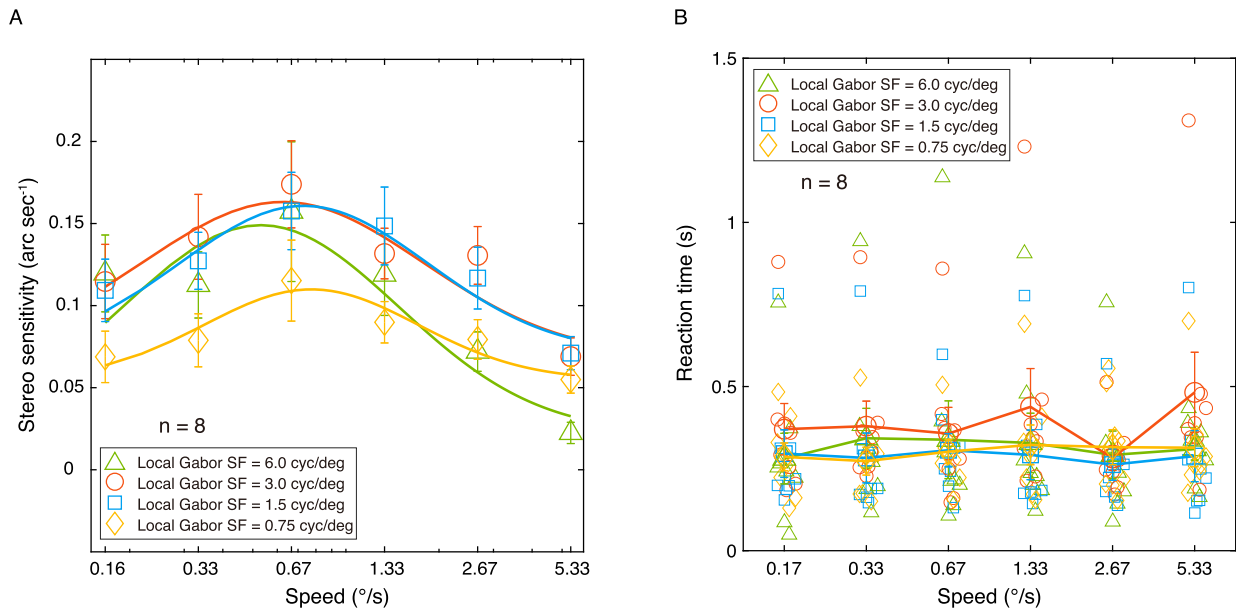 A
Stereo sensitivity (arc sec⁻¹)
0.2
0.15
0.1
0.05
0
n = 8
Local Gabor SF = 6.0 cyc/deg
Local Gabor SF = 3.0 cyc/deg
Local Gabor SF = 1.5 cyc/deg
Local Gabor SF = 0.75 cyc/deg
0.16 0.33 0.67 1.33 2.67 5.33
Speed (°/s)
B
Reaction time (s)
1.5
1
0.5
0
Local Gabor SF = 6.0 cyc/deg
Local Gabor SF = 3.0 cyc/deg
Local Gabor SF = 1.5 cyc/deg
Local Gabor SF = 0.75 cyc/deg
n = 8
0.17 0.33 0.67 1.33 2.67 5.33
Speed (°/s)